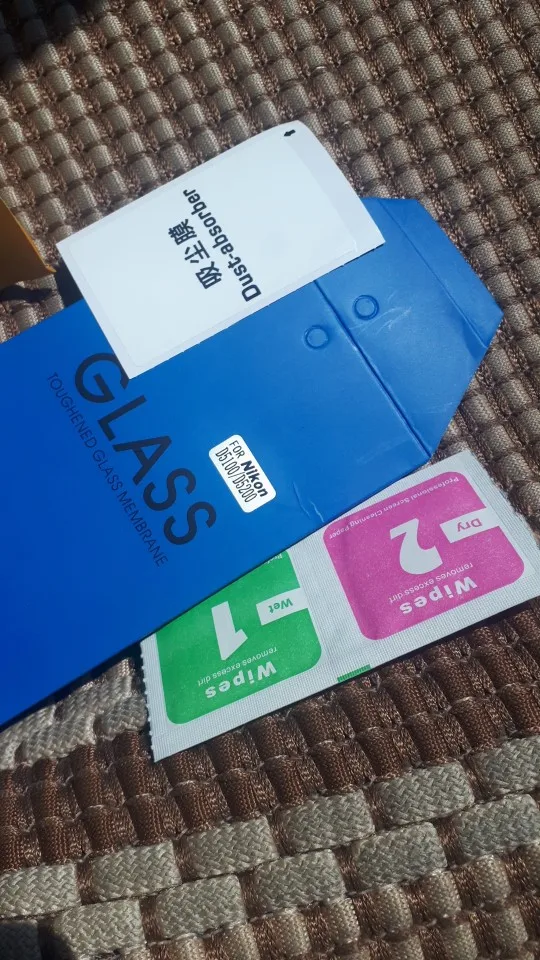 吸尘膜
Dust-absorber
GLASS
TOUGHENED GLASS MEMBRANE
FOR Nikon
D5100/D5200
Wipes
removes excess dirt
Wet
1
Wipes
removes excess dirt
Dry
2
Professional Screen Cleaning Paper